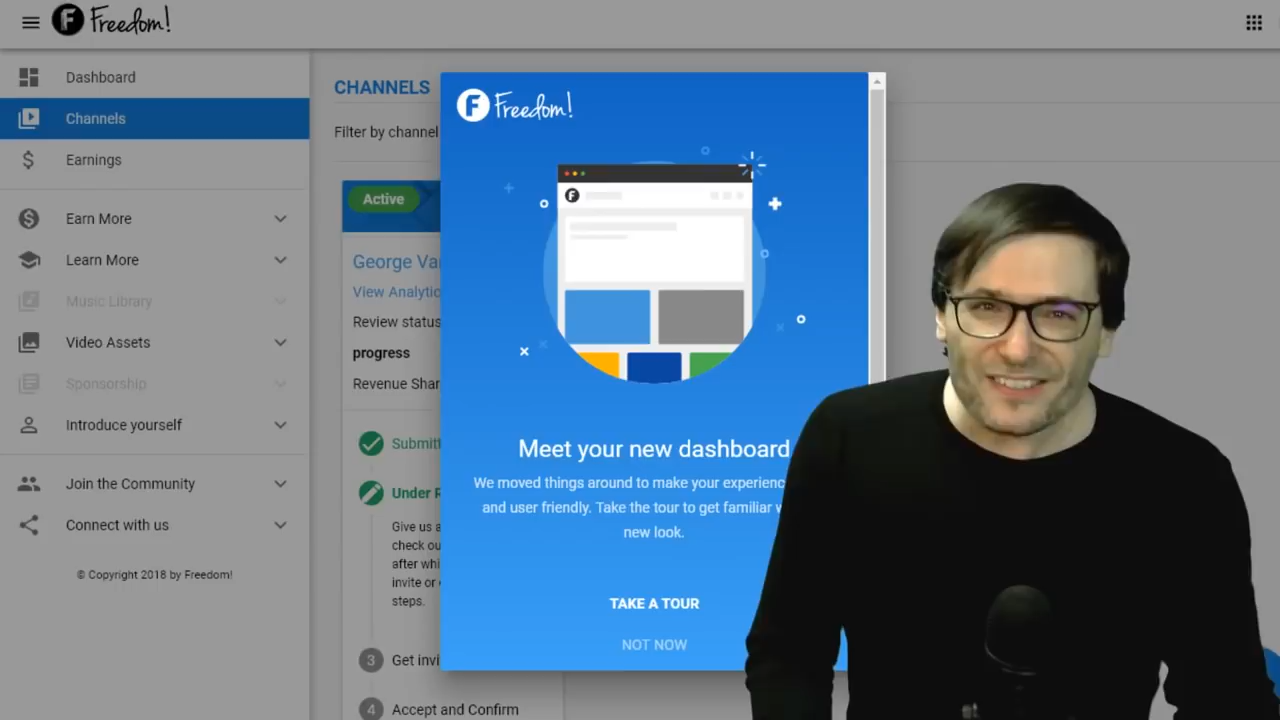 Freedom!
Dashboard
Channels
Earnings
Earn More
Learn More
Music Library
Video Assets
Sponsorship
Introduce yourself
Join the Community
Connect with us
© Copyright 2018 by Freedom!
CHANNELS
Filter by channel
Active
George Va
View Analytic
Review status
progress
Revenue Shar
Submitt
Under R
Give us a
check ou
after whi
invite or
steps.
3 Get invi
4 Accept and Confirm
Freedom!
Meet your new dashboard
We moved things around to make your experienc
and user friendly. Take the tour to get familiar w
new look.
TAKE A TOUR
NOT NOW